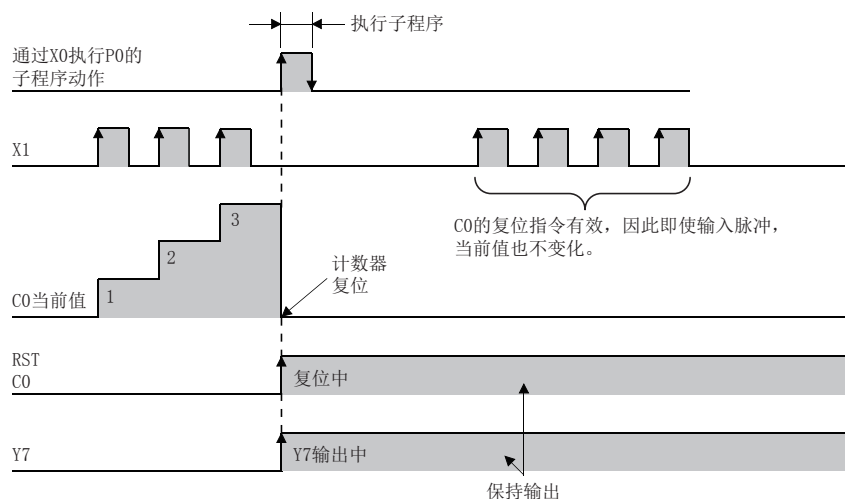 执行子程序
通过X0执行P0的
子程序动作
X1
C0的复位指令有效，因此即使输入脉冲，
当前值也不变化。
3
2
1
计数器
复位
C0当前值
RST
C0
复位中
Y7
Y7输出中
保持输出